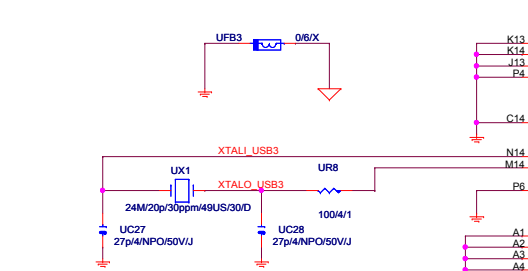 UFB3 0/6/X
K13
K14
J13
P4
C14
XTALI_USB3 N14
M14
UX1 UR8
XTALO_USB3 P6
24M/20p/30ppm/49US/30/D 100/4/1
UC27 UC28 A1
27p/4/NPO/50V/J 27p/4/NPO/50V/J A2
A3
A4